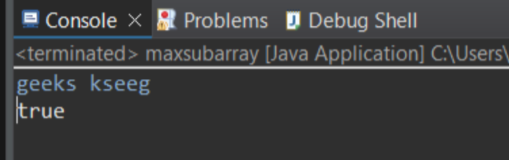 Console Problems Debug Shell
<terminated> maxsubarray [Java Application] C:\Users\
geeks kseeg
true